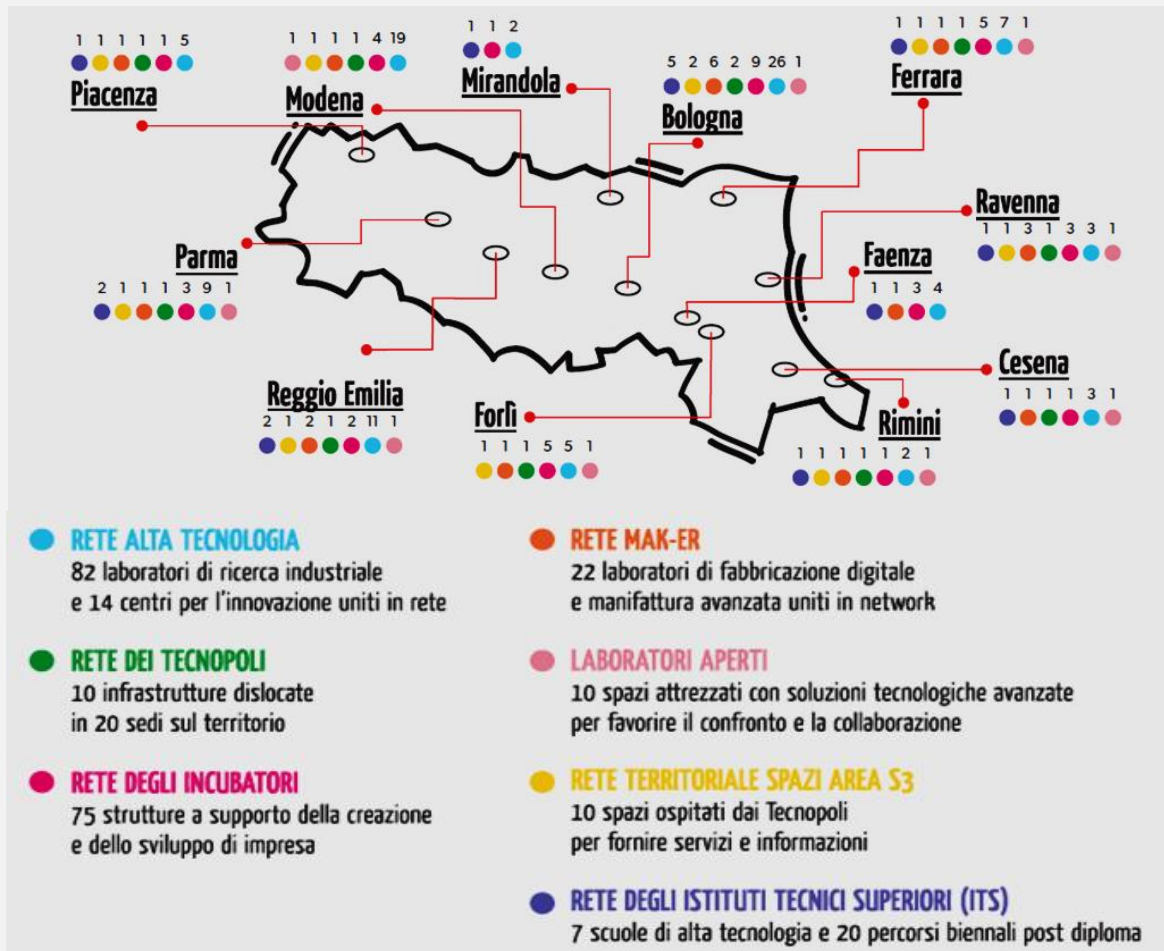 1 1 1 1 1 5
Piacenza
1 1 1 1 4 19
Modena
1 1 2
Mirandola
5 2 6 2 9 26 1
Bologna
1 1 1 1 5 7 1
Ferrara
Ravenna
1 1 3 1 3 3 1
Parma
2 1 1 1 3 9 1
Faenza
1 1 3 4
Reggio Emilia
2 1 2 1 2 11 1
Forlì
1 1 1 5 5 1
Cesena
1 1 1 1 3 1
Rimini
1 1 1 1 1 2 1
RETE ALTA TECNOLOGIA
82 laboratori di ricerca industriale
e 14 centri per l'innovazione uniti in rete
RETE DEI TECNOPOLI
10 infrastrutture dislocate
in 20 sedi sul territorio
RETE DEGLI INCUBATORI
75 strutture a supporto della creazione
e dello sviluppo di impresa
RETE MAK-ER
22 laboratori di fabbricazione digitale
e manifattura avanzata uniti in network
LABORATORI APERTI
10 spazi attrezzati con soluzioni tecnologiche avanzate
per favorire il confronto e la collaborazione
RETE TERRITORIALE SPAZI AREA S3
10 spazi ospitati dai Tecnopoli
per fornire servizi e informazioni
RETE DEGLI ISTITUTI TECNICI SUPERIORI (ITS)
7 scuole di alta tecnologia e 20 percorsi biennali post diploma